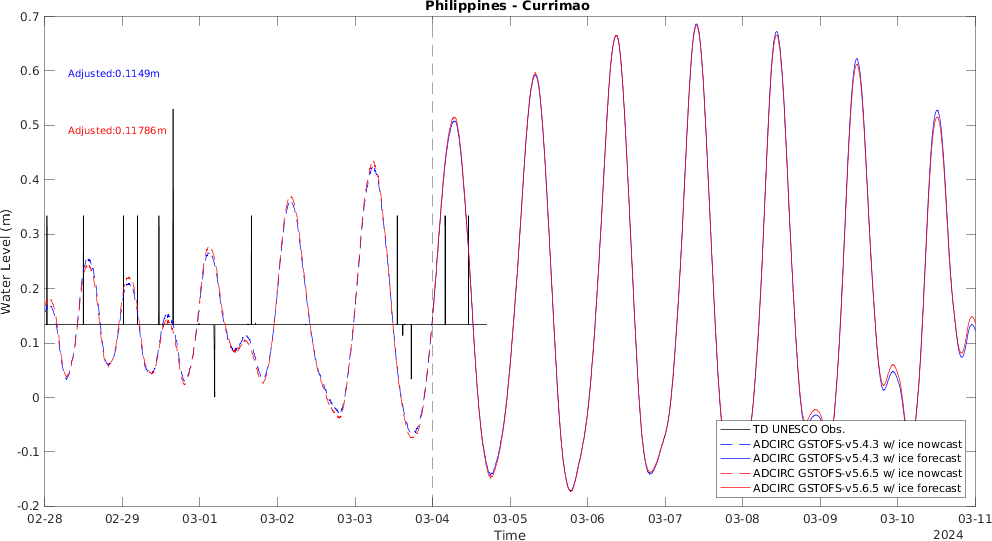 Philippines - Currimao
0.7
0.6
0.5
0.4
0.3
0.2
0.1
0
-0.1
-0.2
Water Level (m)
Adjusted:0.1149m
Adjusted:0.11786m
TD UNESCO Obs.
ADCIRC GSTOFS-v5.4.3 w/ ice nowcast
ADCIRC GSTOFS-v5.4.3 w/ ice forecast
ADCIRC GSTOFS-v5.6.5 w/ ice nowcast
ADCIRC GSTOFS-v5.6.5 w/ ice forecast
02-28 02-29 03-01 03-02 03-03 03-04 03-05 03-06 03-07 03-08 03-09 03-10 03-11
Time
2024